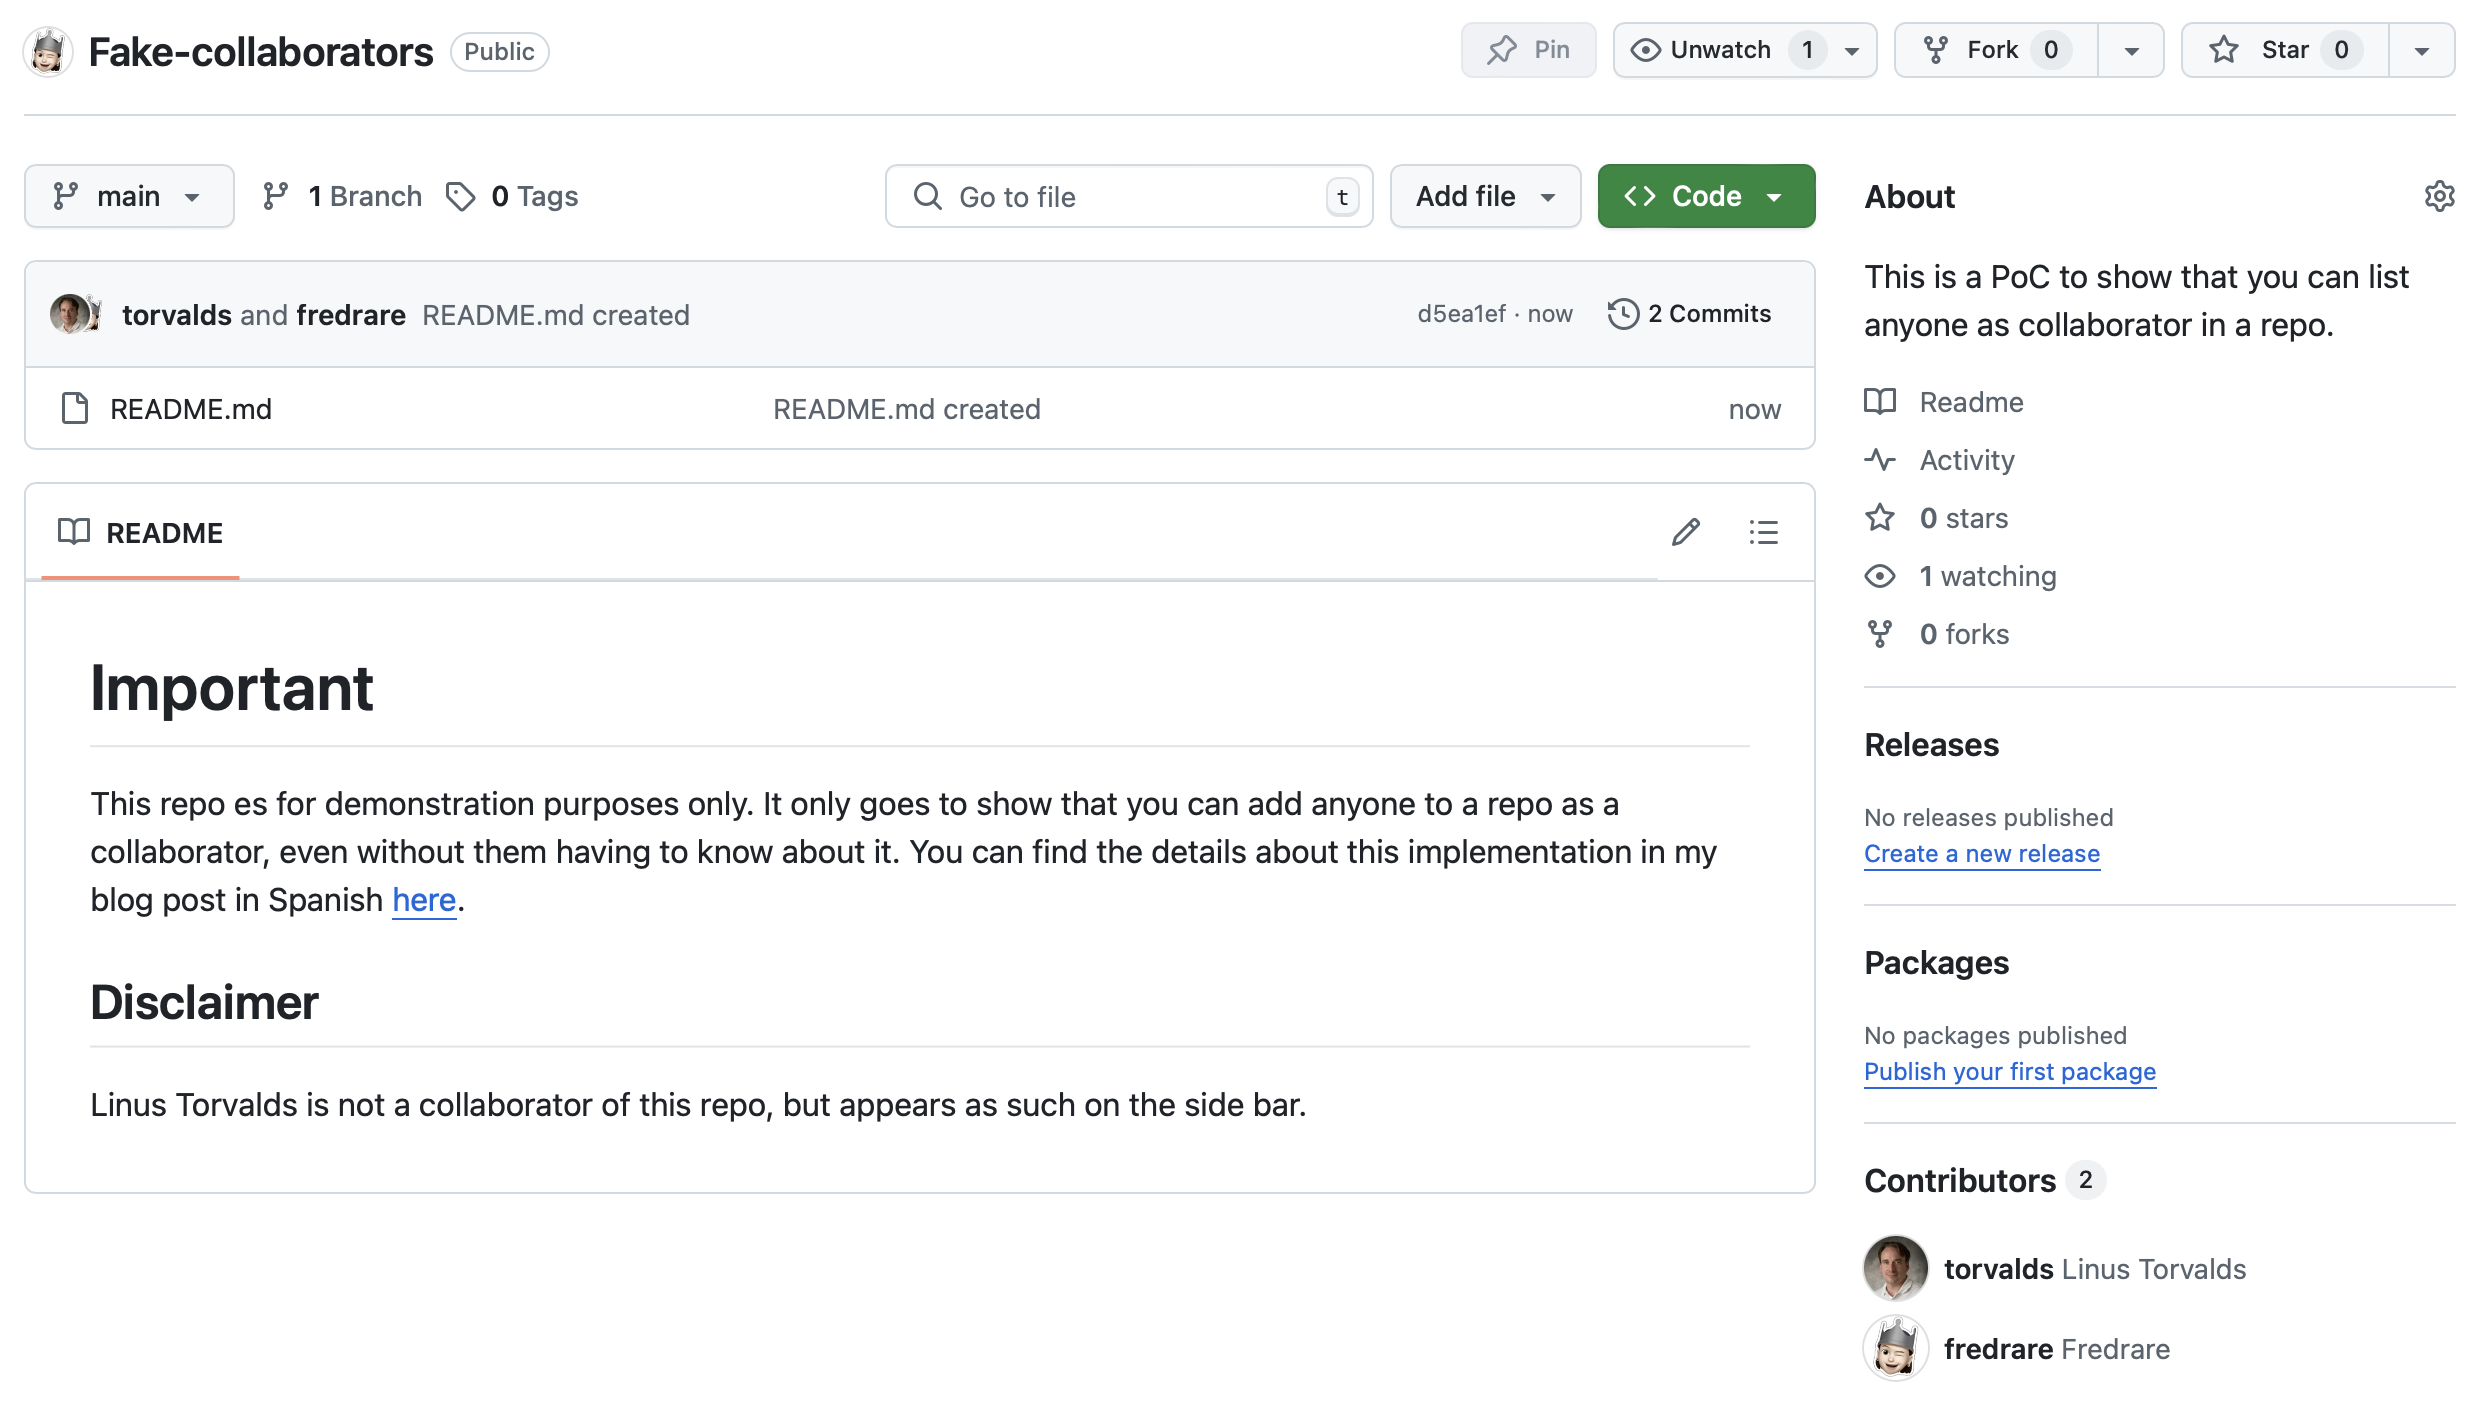 Fake-collaborators Public Pin Unwatch 1 Fork 0 Star 0
main 1 Branch 0 Tags Go to file t Add file <> Code
torvalds and fredrare README.md created d5ea1ef · now 2 Commits
README.md README.md created now
README
Important
This repo es for demonstration purposes only. It only goes to show that you can add anyone to a repo as a
collaborator, even without them having to know about it. You can find the details about this implementation in my
blog post in Spanish here.
Disclaimer
Linus Torvalds is not a collaborator of this repo, but appears as such on the side bar.
About
This is a PoC to show that you can list
anyone as collaborator in a repo.
Readme
Activity
0 stars
1 watching
0 forks
Releases
No releases published
Create a new release
Packages
No packages published
Publish your first package
Contributors 2
torvalds Linus Torvalds
fredrare Fredrare